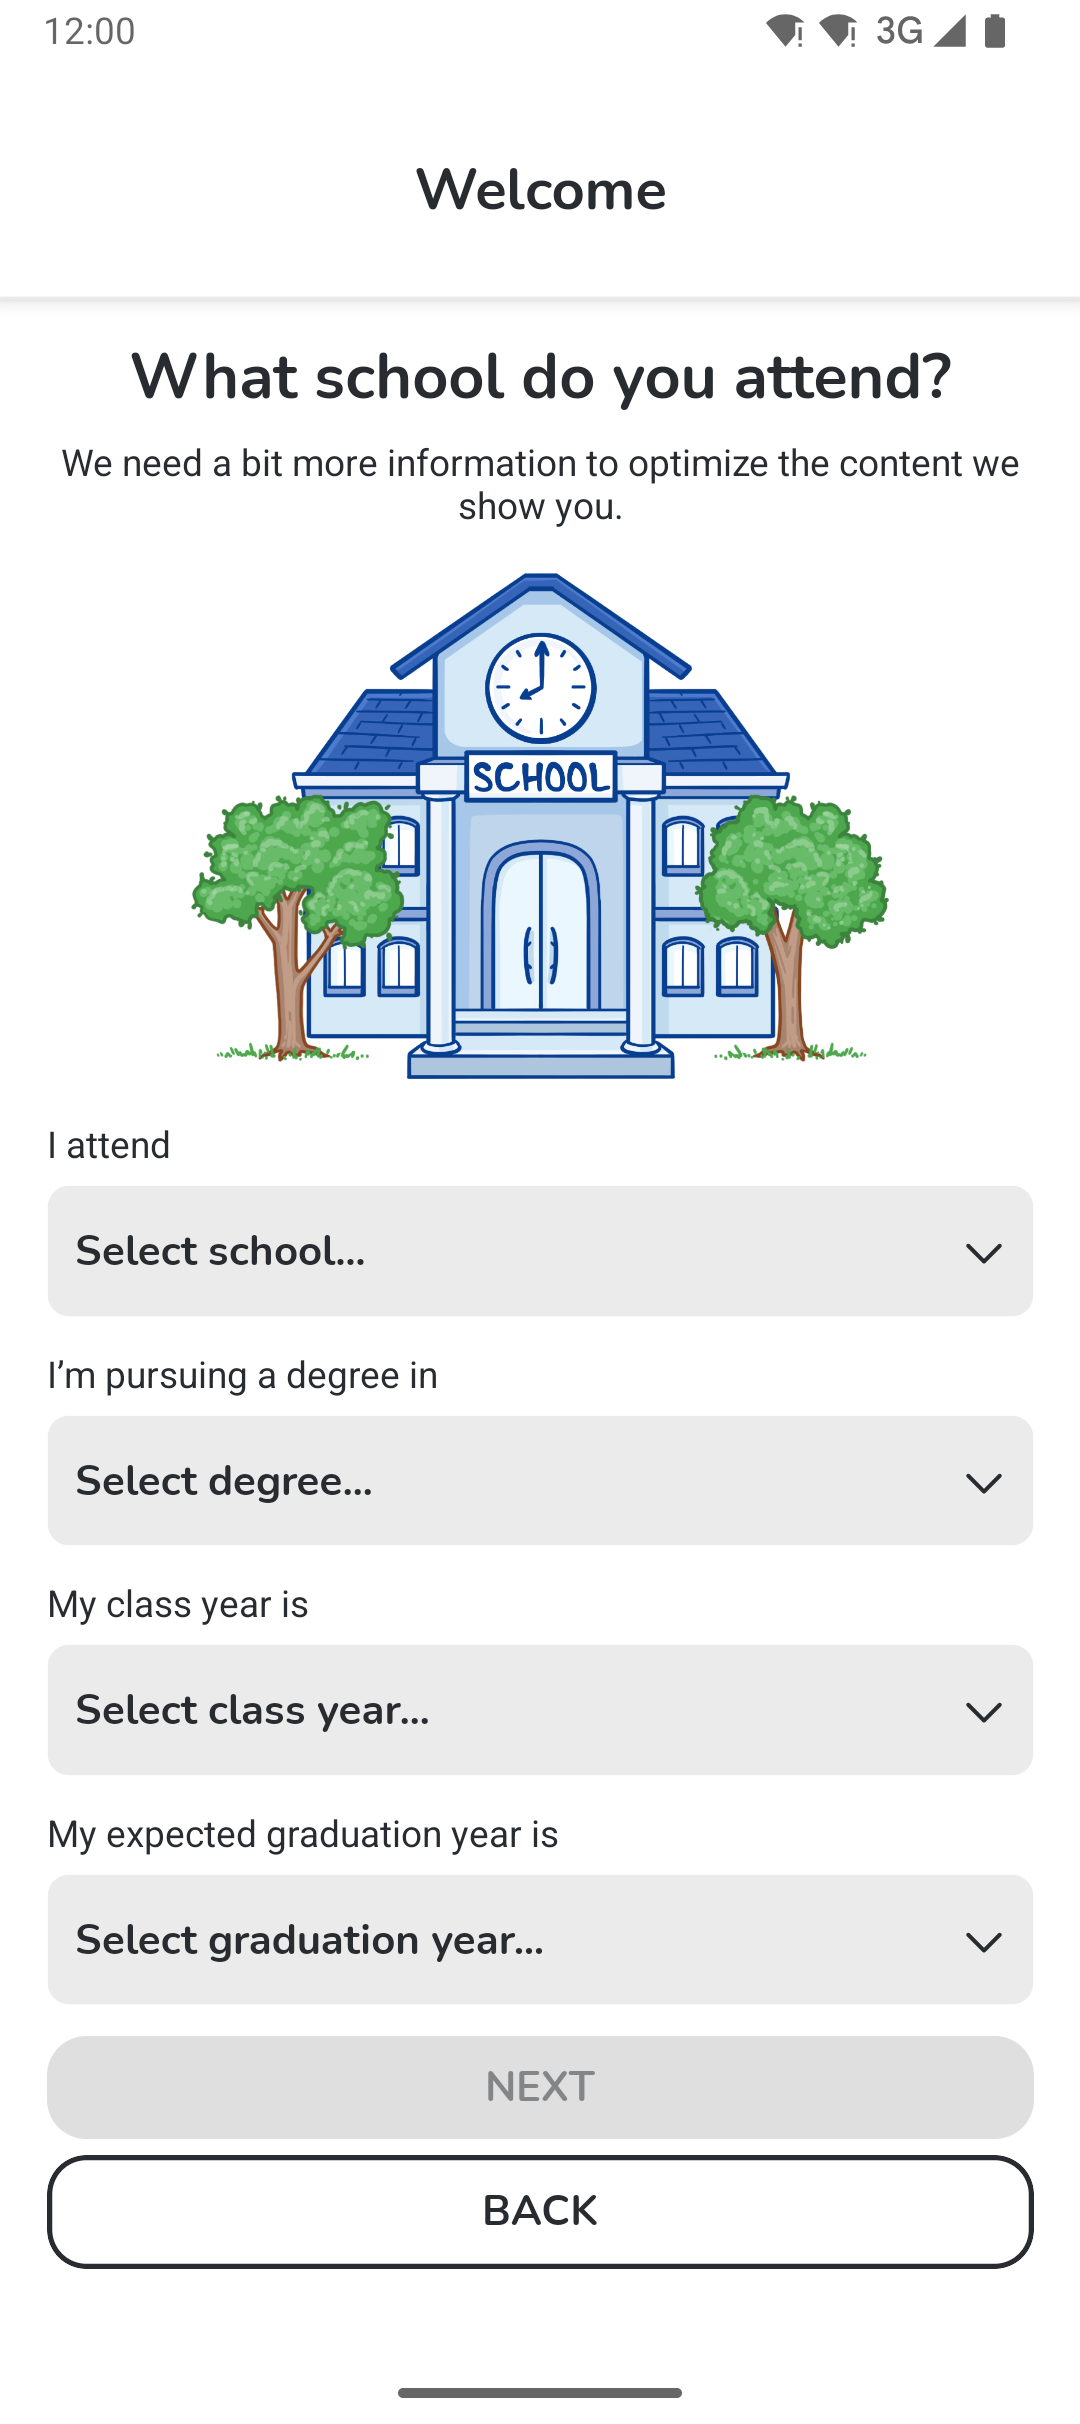 12:00
3G
Welcome
What school do you attend?
We need a bit more information to optimize the content we
show you.
SCHOOL
I attend
Select school...
I'm pursuing a degree in
Select degree...
My class year is
Select class year...
My expected graduation year is
Select graduation year...
NEXT
BACK